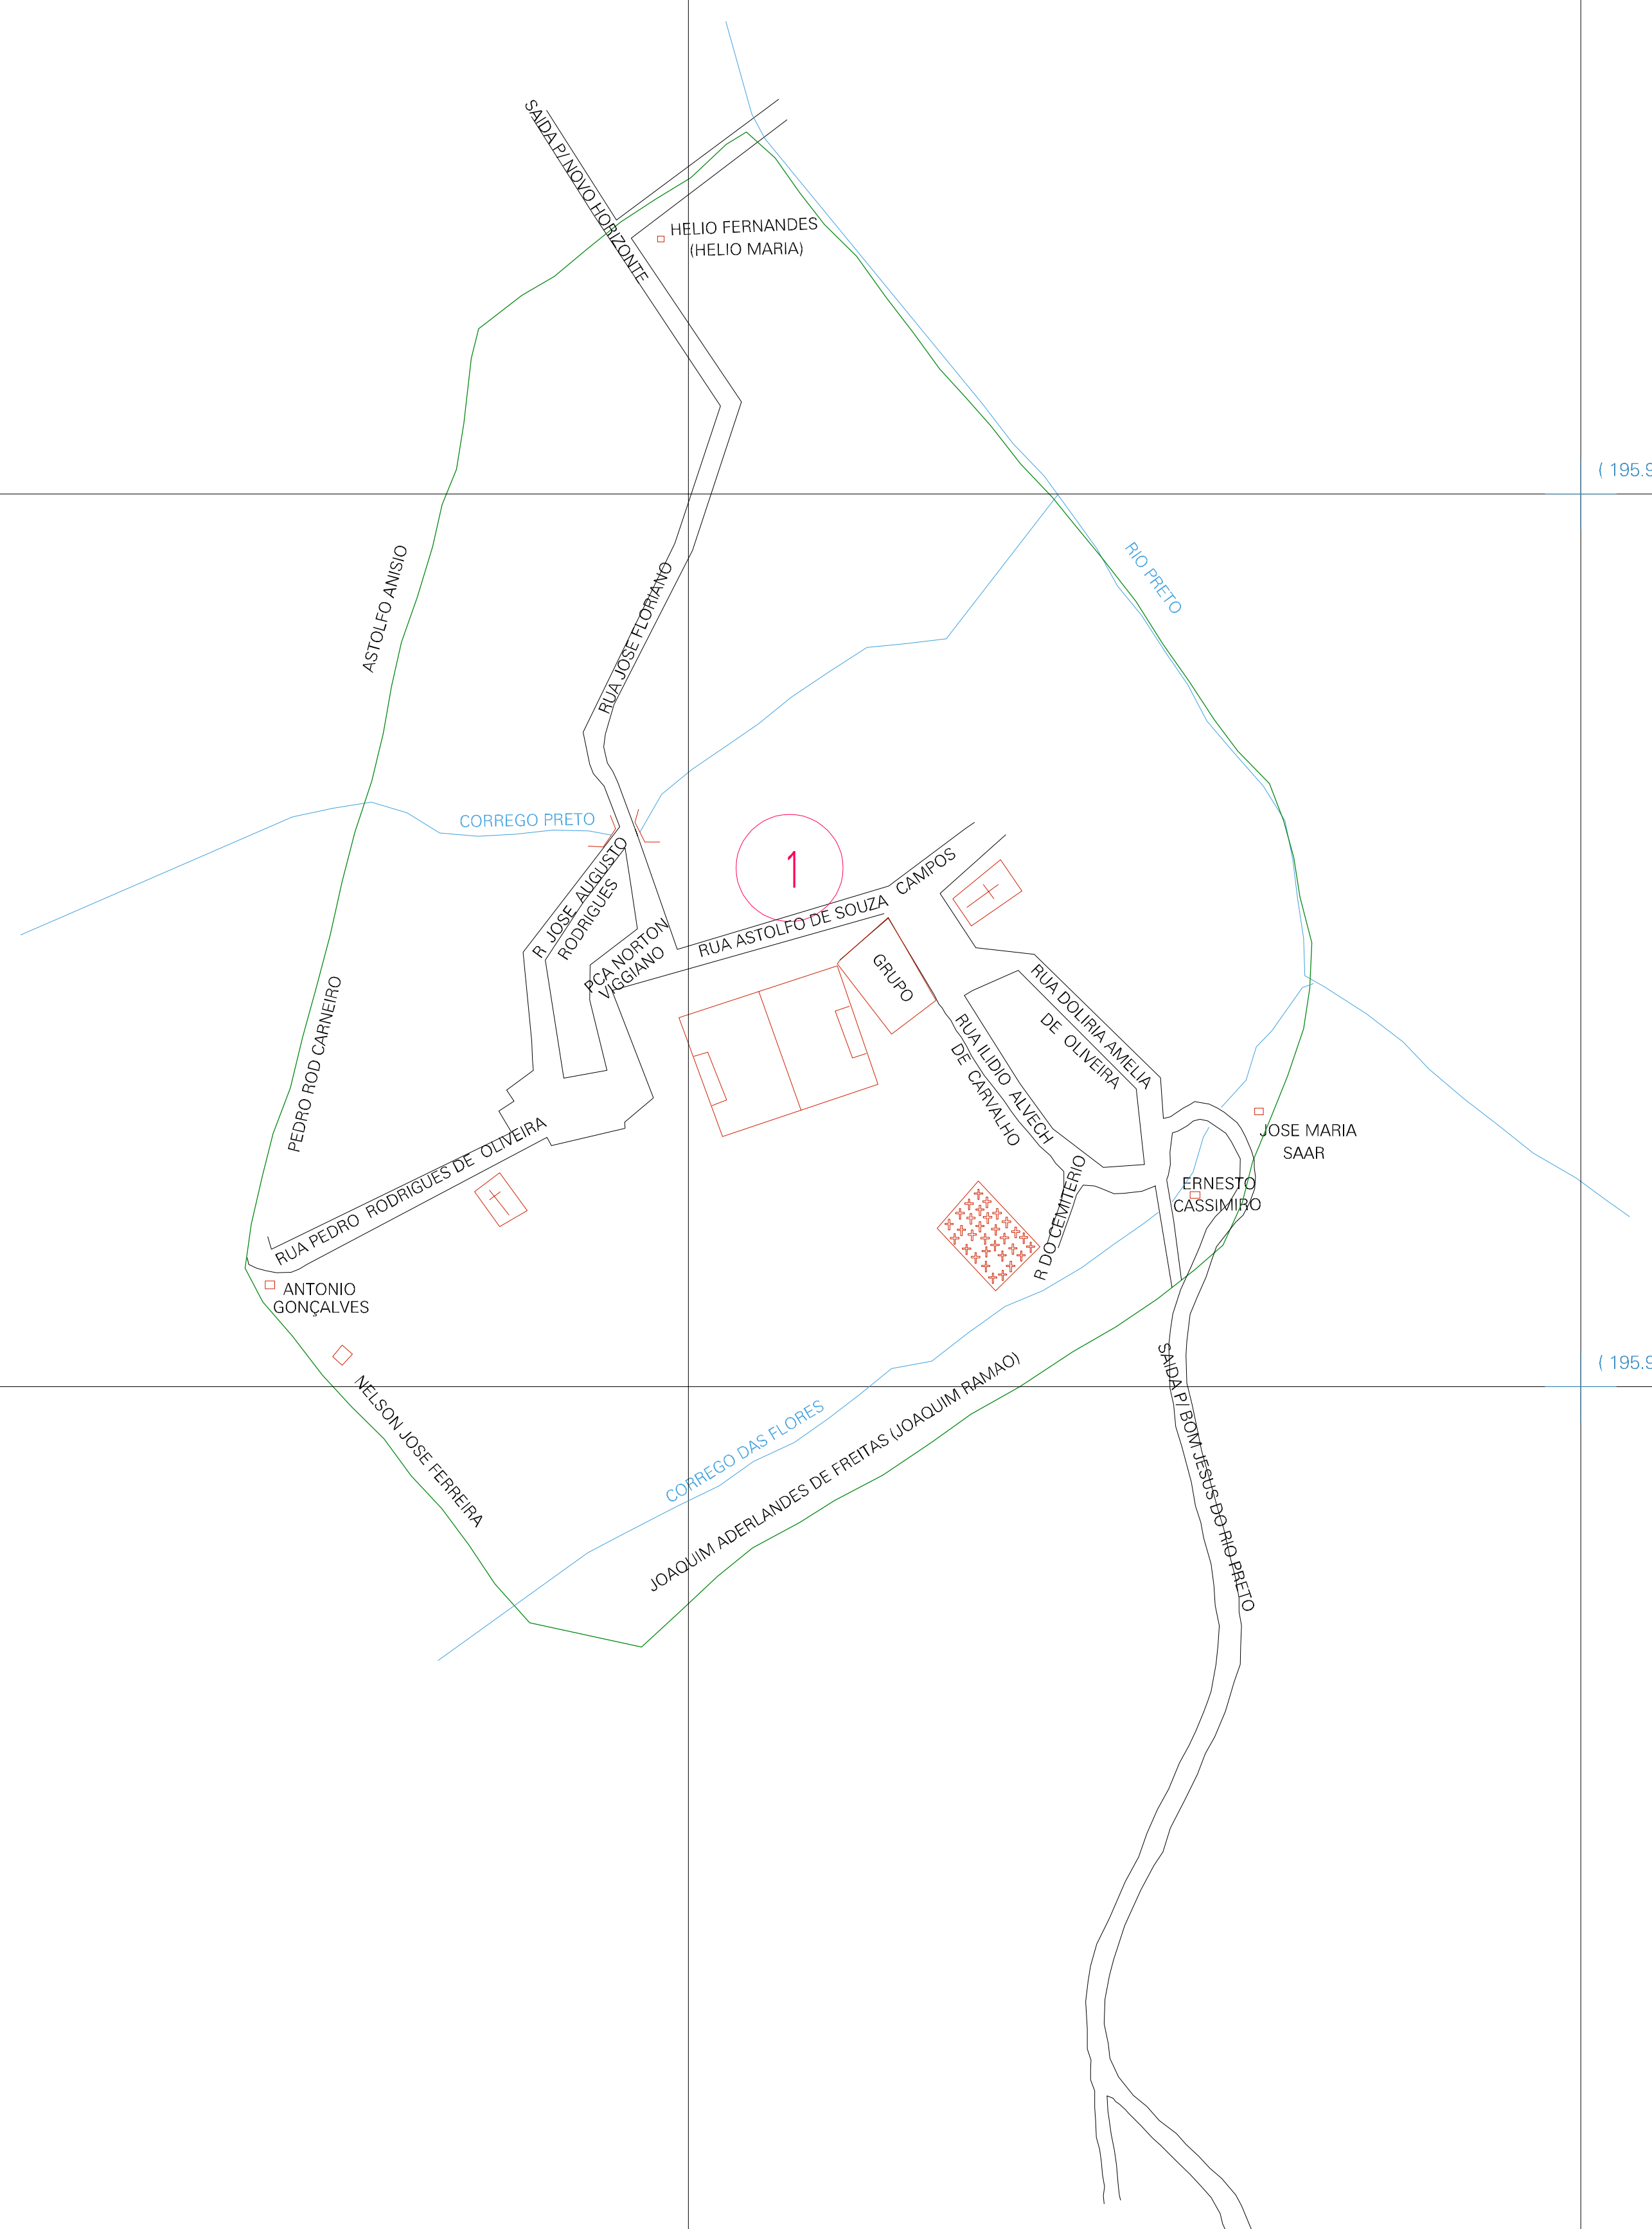 SAIDA P/ NOVO HORIZONTE
HELIO FERNANDES
(HELIO MARIA)
( 195.9
RIO PRETO
ASTOLFO ANISIO
RUA JOSE FLORIANO
CORREGO PRETO
1
R JOSE AUGUSTO
RODRIGUES
PCA NORTON
VIGGIANO
RUA ASTOLFO DE SOUZA CAMPOS
GRUPO
RUA DOLIRIA AMELIA
DE OLIVEIRA
RUA ILIDIO ALVECH
DE CARVALHO
PEDRO ROD CARNEIRO
RUA PEDRO RODRIGUES DE OLIVEIRA
JOSE MARIA
SAAR
ERNESTO
CASSIMIRO
R DO CEMITERIO
ANTONIO
GONÇALVES
NELSON JOSE FERREIRA
( 195.9
CORREGO DAS FLORES
JOAQUIM ADERLANDES DE FREITAS (JOAQUIM RAMAO)
SAIDA P/ BOM JESUS DO RIO PRETO